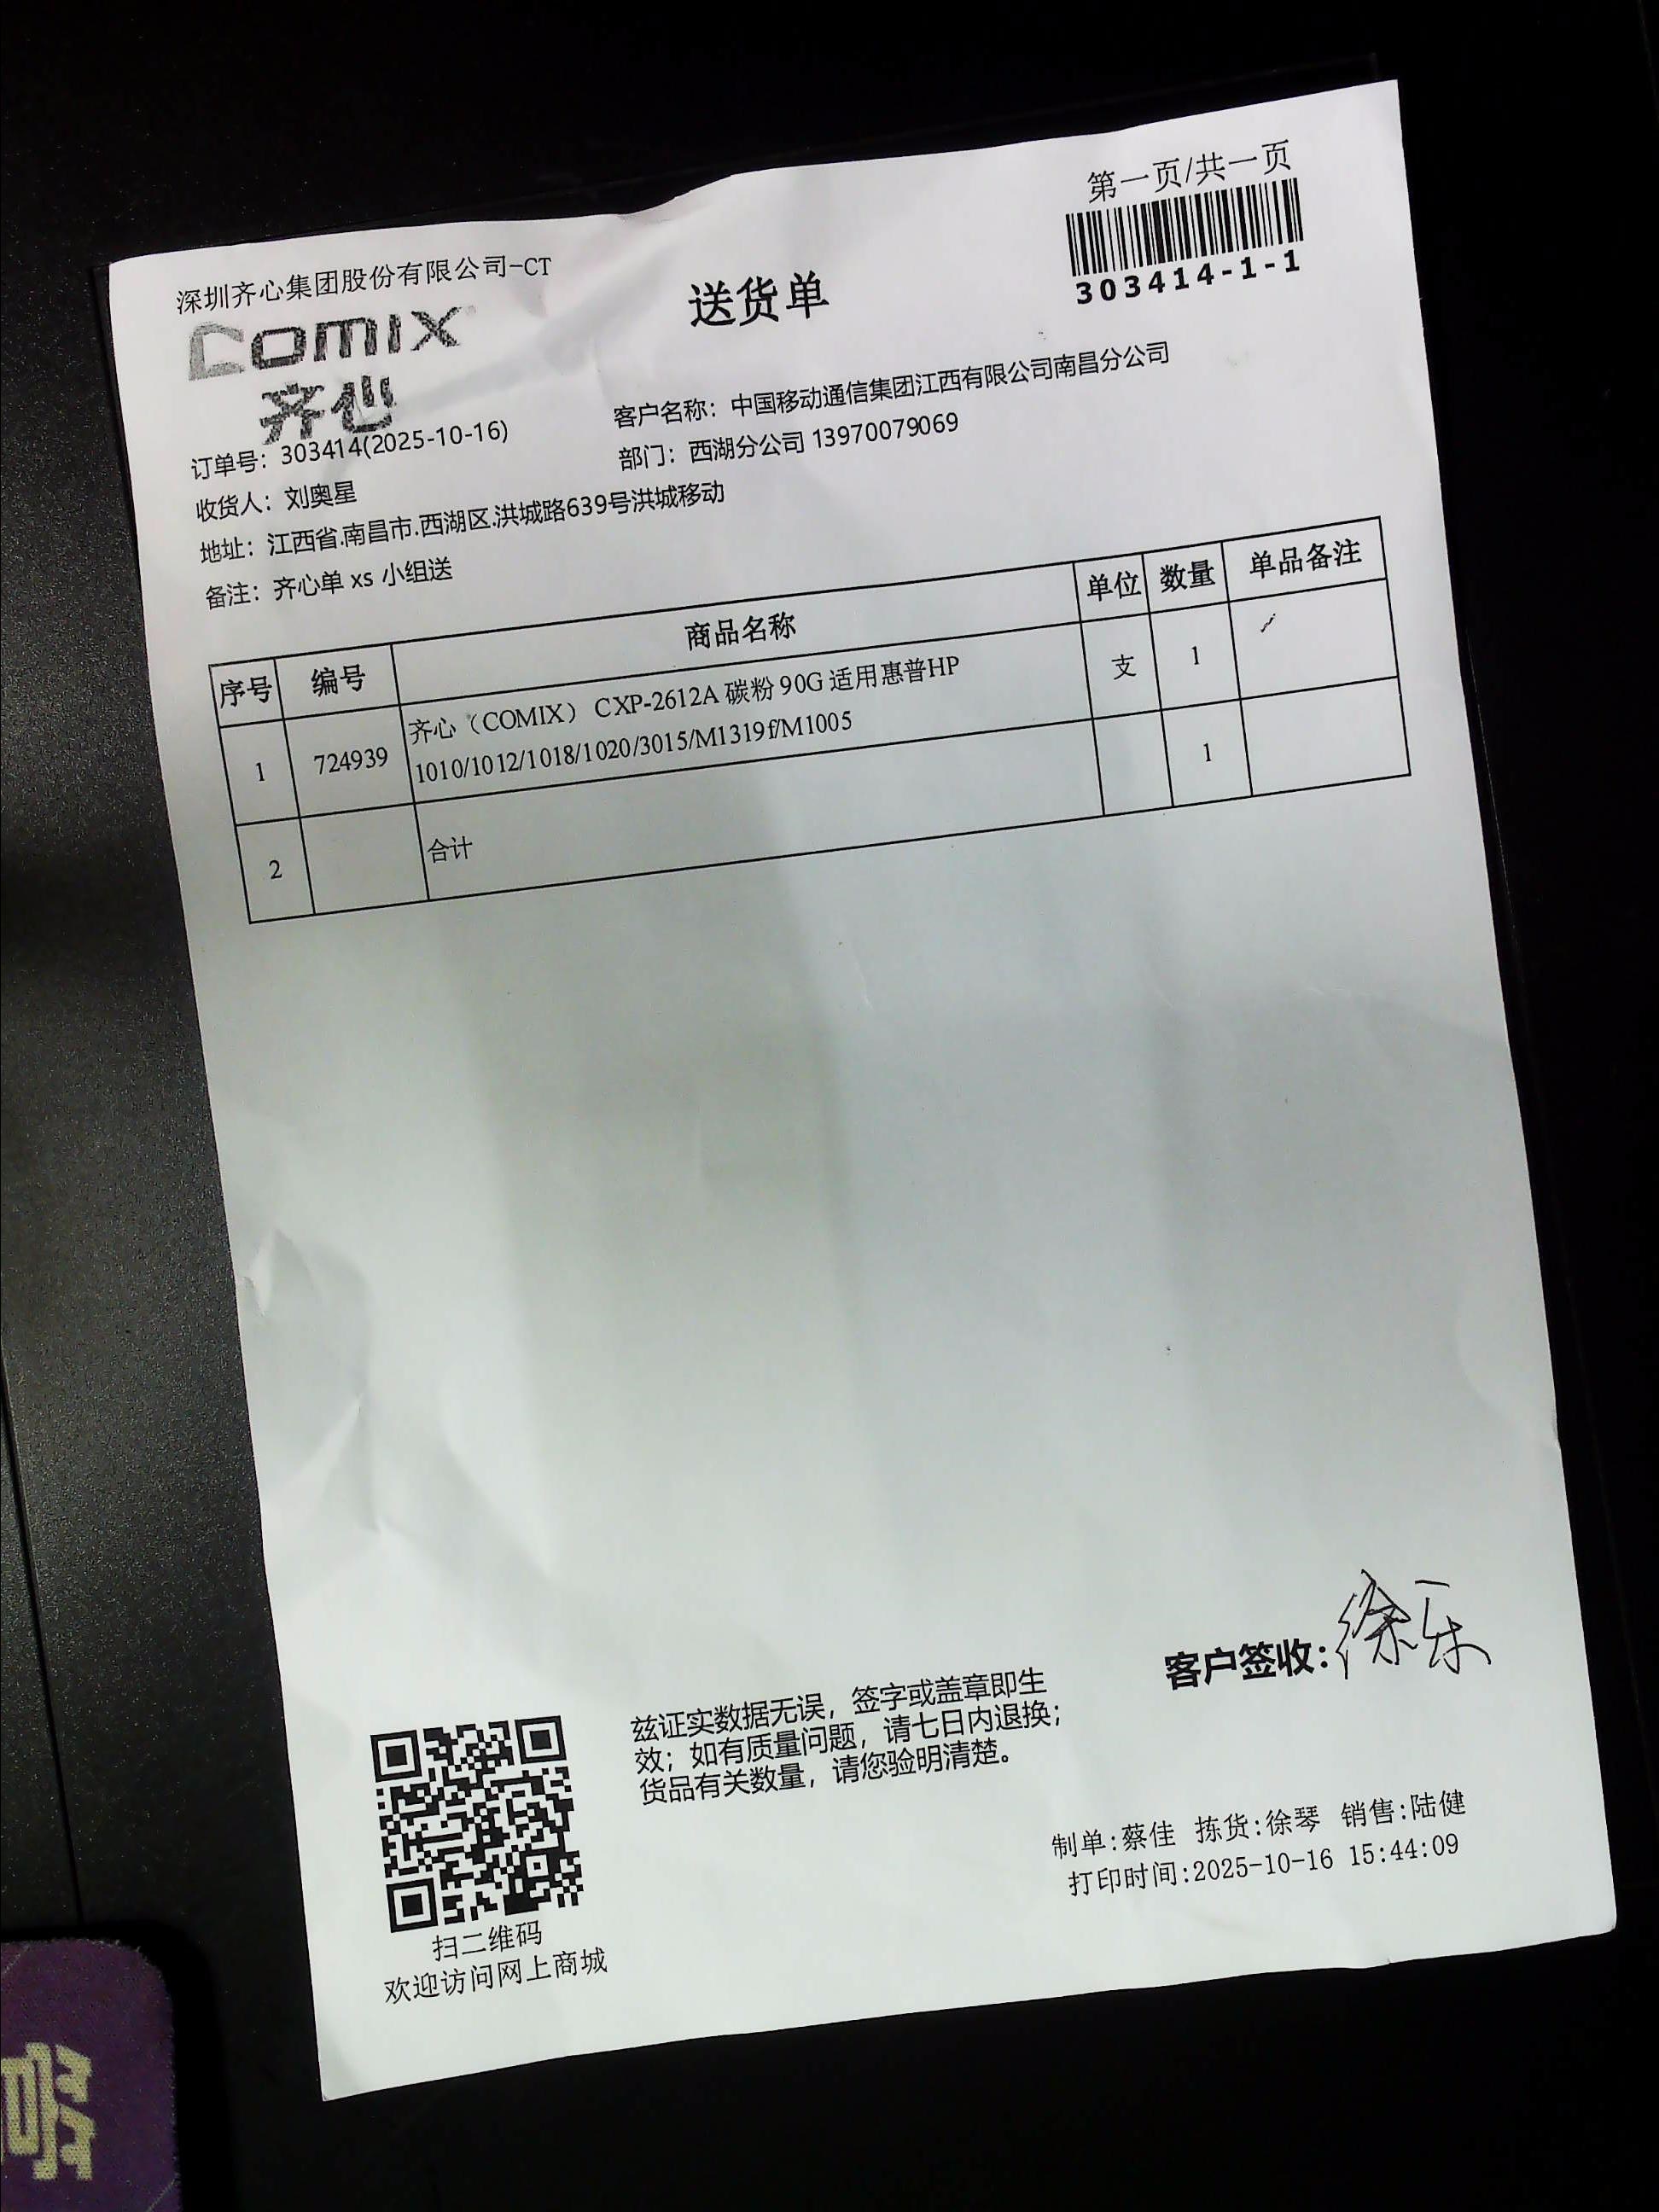 第一页/共一页
303414-1-1
深圳齐心集团股份有限公司-CT
comix
齐心
送货单
订单号：303414(2025-10-16)
客户名称：中国移动通信集团江西有限公司南昌分公司
收货人：刘奥星
部门：西湖分公司 13970079069
地址：江西省.南昌市.西湖区.洪城路639号洪城移动
备注：齐心单 xs 小组送
序号 编号 商品名称 单位 数量 单品备注
1 724939 齐心（COMIX） CXP-2612A 碳粉 90G 适用惠普HP 支 1
1010/1012/1018/1020/3015/M1319f/M1005
2 合计 1
客户签收：徐乐
兹证实数据无误，签字或盖章即生
效；如有质量问题，请七日内退换；
货品有关数量，请您验明清楚。
制单:蔡佳 拣货:徐琴 销售:陆健
打印时间:2025-10-16 15:44:09
扫二维码
欢迎访问网上商城